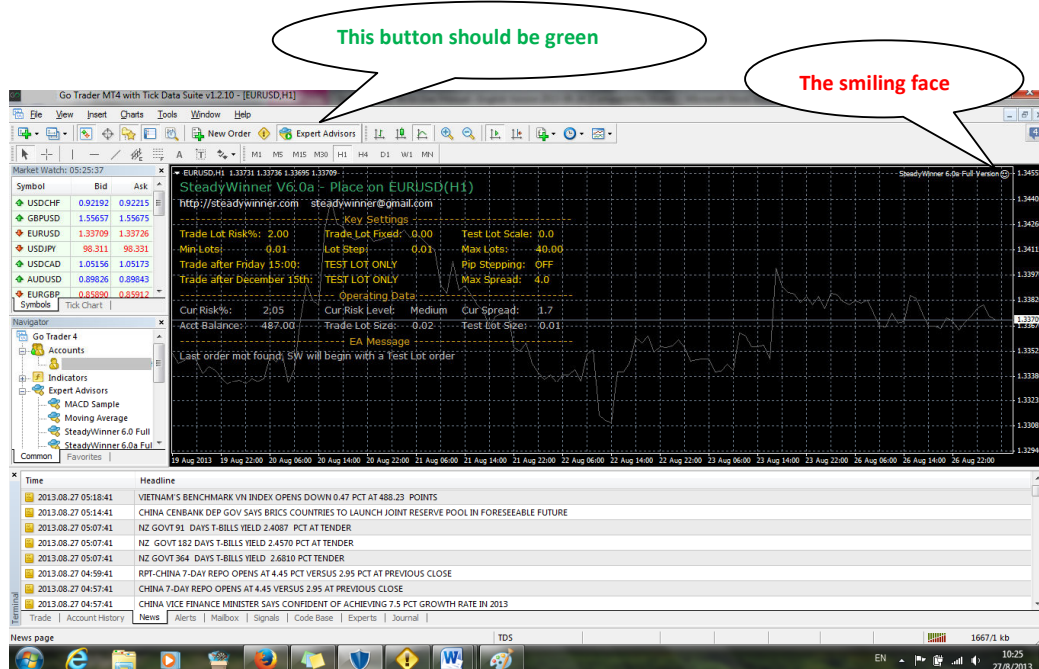 This button should be green
The smiling face
Go Trader MT4 with Tick Data Suite v1.2.10 - [EURUSD,H1]
File View Insert Charts Tools Window Help
New Order Expert Advisors
A T M1 M5 M15 M30 H1 H4 D1 W1 MN
Market Watch: 05:25:37
Symbol Bid Ask
USDCHF 0.92192 0.92215
GBPUSD 1.55657 1.55675
EURUSD 1.33709 1.33726
USDJPY 98.311 98.331
USDCAD 1.05156 1.05173
AUDUSD 0.89826 0.89843
EURGBP 0.85890 0.85912
Symbols Tick Chart
Navigator
Go Trader 4
Accounts
Indicators
Expert Advisors
MACD Sample
Moving Average
SteadyWinner 6.0 Full
SteadyWinner 6.0a Ful
Common Favorites
EURUSD,H1 1.33731 1.33736 1.33695 1.33709
SteadyWinner 6.0a Full Version
SteadyWinner V6.0a - Place on EURUSD(H1)
http://steadywinner.com steadywinner@gmail.com
Key Settings
Trade Lot Risk%: 2.00 Trade Lot Fixed: 0.00 Test Lot Scale: 0.0
Min Lots: 0.01 Lot Step: 0.01 Max Lots: 40.00
Trade after Friday 15:00: TEST LOT ONLY Pip Stepping: OFF
Trade after December 15th: TEST LOT ONLY Max Spread: 4.0
Operating Data
Cur Risk%: 2.05 Cur Risk Level: Medium Cur Spread: 1.7
Acct Balance: 487.00 Trade Lot Size: 0.02 Test Lot Size: 0.01
EA Message
Last order mot found, SW will begin with a Test Lot order
1.3455
1.3440
1.3426
1.3411
1.3397
1.3382
1.3370
1.3367
1.3352
1.3338
1.3323
1.3308
1.3294
19 Aug 2013 19 Aug 22:00 20 Aug 06:00 20 Aug 14:00 20 Aug 22:00 21 Aug 06:00 21 Aug 14:00 21 Aug 22:00 22 Aug 06:00 22 Aug 14:00 22 Aug 22:00 23 Aug 06:00 23 Aug 14:00 23 Aug 22:00 26 Aug 06:00 26 Aug 14:00 26 Aug 22:00
Time Headline
2013.08.27 05:18:41 VIETNAM'S BENCHMARK VN INDEX OPENS DOWN 0.47 PCT AT 488.23 POINTS
2013.08.27 05:14:41 CHINA CENBANK DEP GOV SAYS BRICS COUNTRIES TO LAUNCH JOINT RESERVE POOL IN FORESEEABLE FUTURE
2013.08.27 05:07:41 NZ GOVT 91 DAYS T-BILLS YIELD 2.4087 PCT AT TENDER
2013.08.27 05:07:41 NZ GOVT 182 DAYS T-BILLS YIELD 2.4570 PCT AT TENDER
2013.08.27 05:07:41 NZ GOVT 364 DAYS T-BILLS YIELD 2.6810 PCT TENDER
2013.08.27 04:59:41 RPT-CHINA 7-DAY REPO OPENS AT 4.45 PCT VERSUS 2.95 PCT AT PREVIOUS CLOSE
2013.08.27 04:57:41 CHINA 7-DAY REPO OPENS AT 4.45 VERSUS 2.95 AT PREVIOUS CLOSE
2013.08.27 04:57:41 CHINA VICE FINANCE MINISTER SAYS CONFIDENT OF ACHIEVING 7.5 PCT GROWTH RATE IN 2013
Terminal
Trade Account History News Alerts Mailbox Signals Code Base Experts Journal
News page TDS 1667/1 kb
EN 10:25
27/8/2013